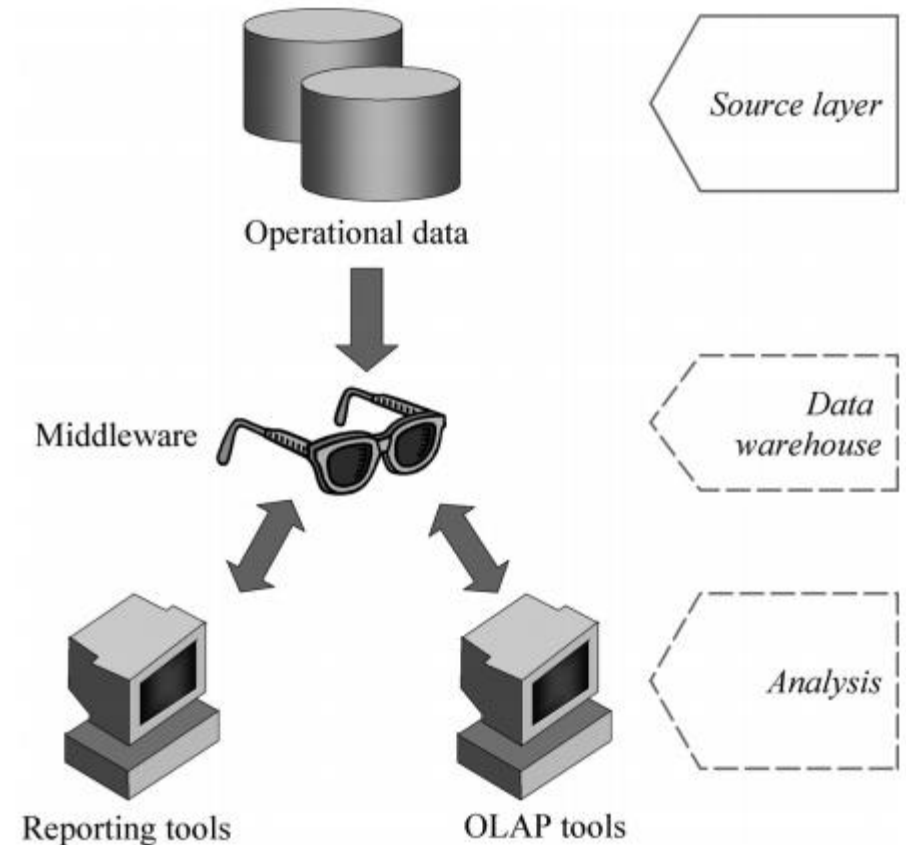 Source layer
Operational data
Middleware
Data
warehouse
Analysis
Reporting tools
OLAP tools